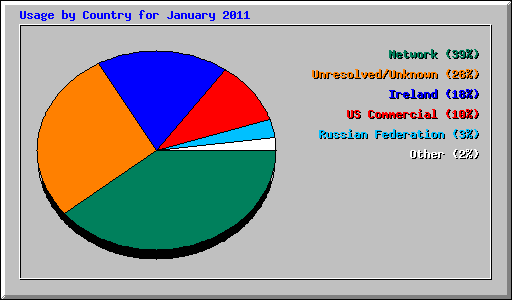 Usage by Country for January 2011
Network (39%)
Unresolved/Unknown (28%)
Ireland (18%)
US Commercial (10%)
Russian Federation (3%)
Other (2%)